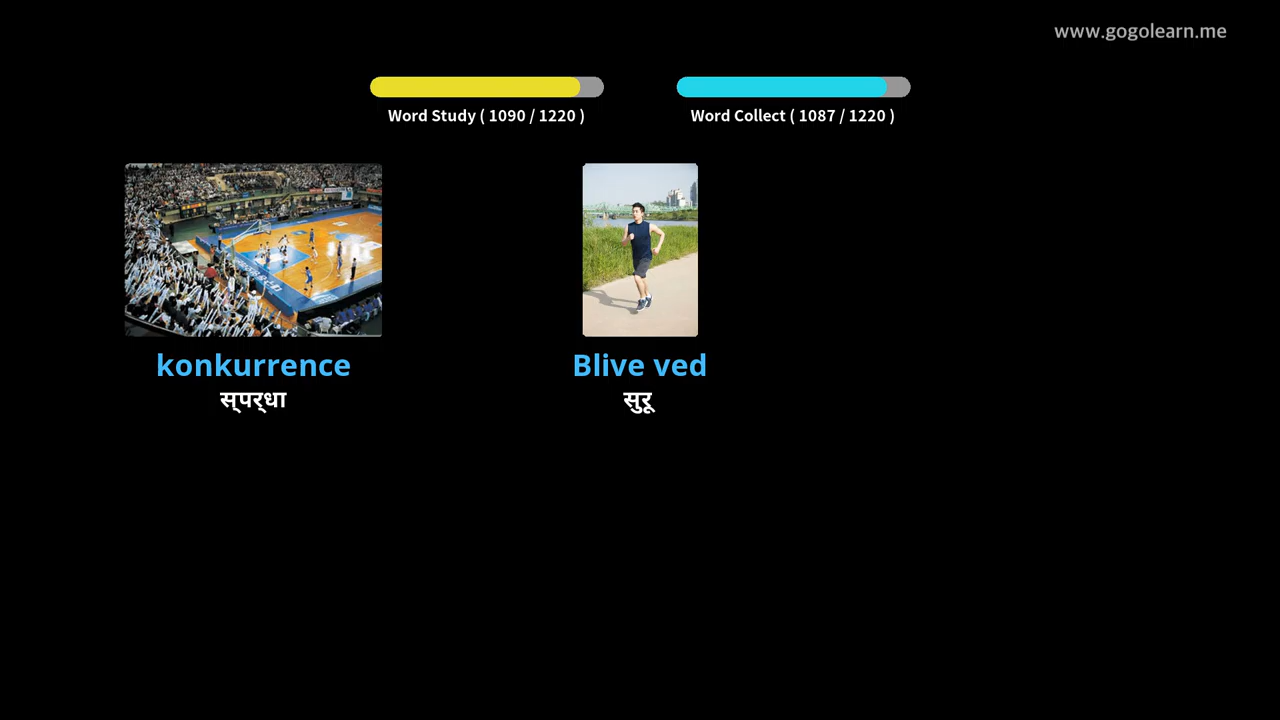 www.gogolearn.me
Word Study ( 1090 / 1220 )
Word Collect ( 1087 / 1220 )
konkurrence
स्पर्धा
Blive ved
सुरू